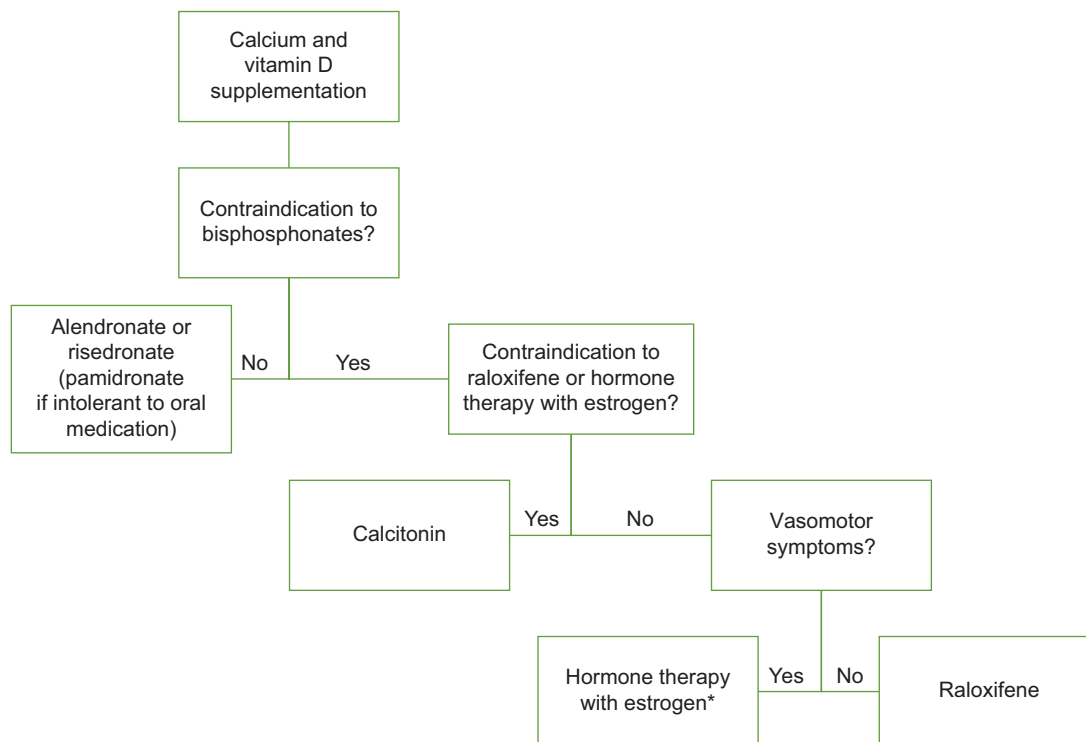 Calcium and
vitamin D
supplementation
Contraindication to
bisphosphonates?
Alendronate or
risedronate
(pamidronate
if intolerant to oral
medication)
No
Yes
Contraindication to
raloxifene or hormone
therapy with estrogen?
Calcitonin
Yes
No
Vasomotor
symptoms?
Hormone therapy
with estrogen*
Yes
No
Raloxifene